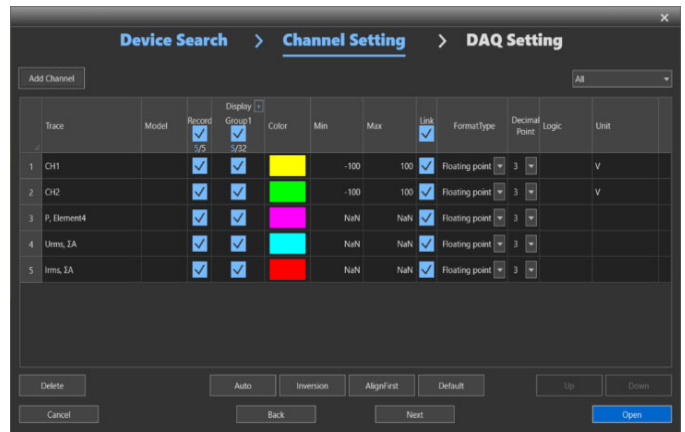 Device Search > Channel Setting > DAQ Setting
Add Channel All
Display +
Trace Model Record Group1 Color Min Max Link FormatType Decimal Point Logic Unit
5/5 5/32
1 CH1 -100 100 Floating point 3 V
2 CH2 -100 100 Floating point 3 V
3 P, Element4 NaN NaN Floating point 3
4 Urms, ΣA NaN NaN Floating point 3
5 Irms, ΣA NaN NaN Floating point 3
Delete Auto Inversion AlignFirst Default Up Down
Cancel Back Next Open